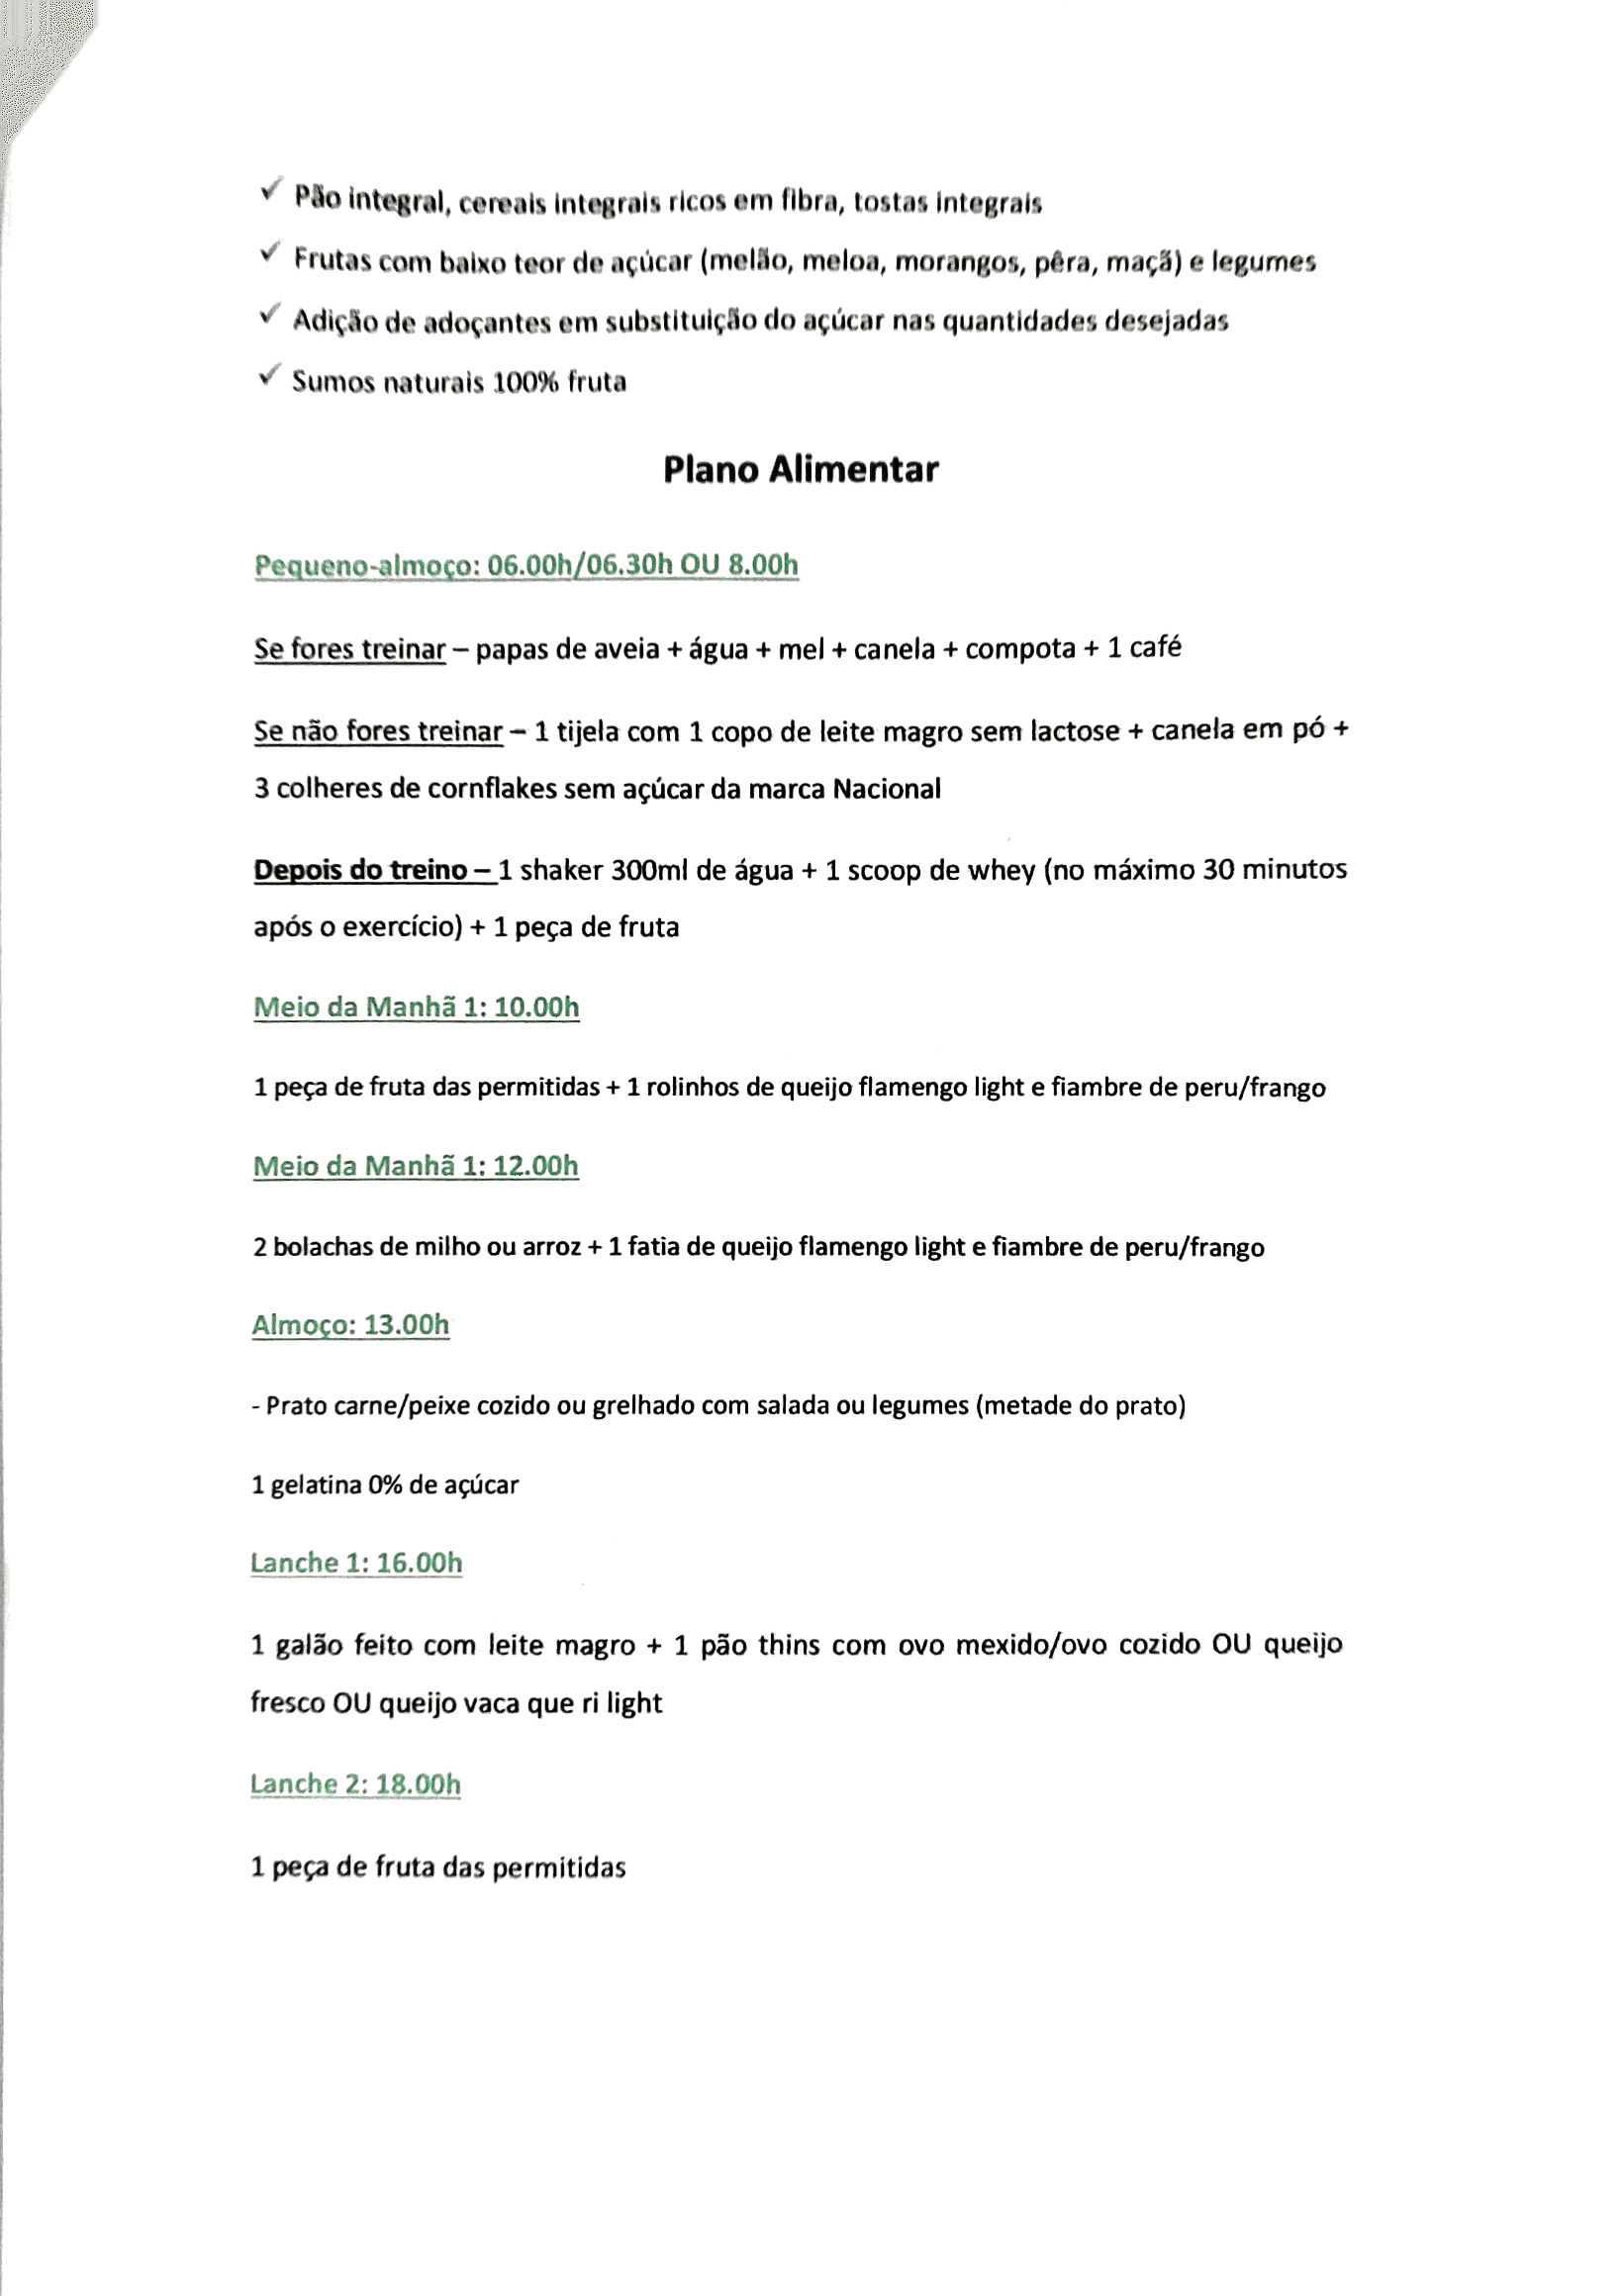 ✓ Pão integral, cereais integrais ricos em fibra, tostas integrais
✓ Frutas com baixo teor de açúcar (melão, meloa, morangos, pêra, maçã) e legumes
✓ Adição de adoçantes em substituição do açúcar nas quantidades desejadas
✓ Sumos naturais 100% fruta
Plano Alimentar
Pequeno-almoço: 06.00h/06.30h OU 8.00h
Se fores treinar – papas de aveia + água + mel + canela + compota + 1 café
Se não fores treinar – 1 tijela com 1 copo de leite magro sem lactose + canela em pó +
3 colheres de cornflakes sem açúcar da marca Nacional
Depois do treino – 1 shaker 300ml de água + 1 scoop de whey (no máximo 30 minutos
após o exercício) + 1 peça de fruta
Meio da Manhã 1: 10.00h
1 peça de fruta das permitidas + 1 rolinhos de queijo flamengo light e fiambre de peru/frango
Meio da Manhã 1: 12.00h
2 bolachas de milho ou arroz + 1 fatia de queijo flamengo light e fiambre de peru/frango
Almoço: 13.00h
- Prato carne/peixe cozido ou grelhado com salada ou legumes (metade do prato)
1 gelatina 0% de açúcar
Lanche 1: 16.00h
1 galão feito com leite magro + 1 pão thins com ovo mexido/ovo cozido OU queijo
fresco OU queijo vaca que ri light
Lanche 2: 18.00h
1 peça de fruta das permitidas